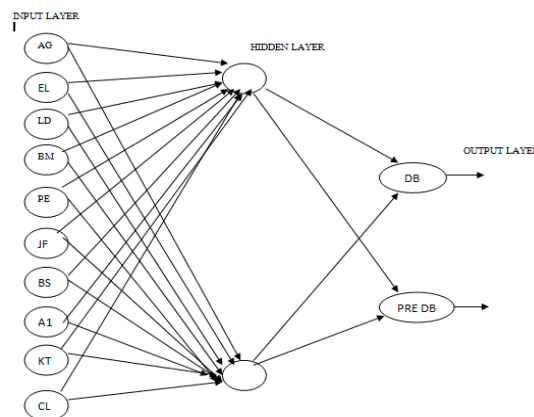 INPUT LAYER
AG
HIDDEN LAYER
EL
LD
BM
OUTPUT LAYER
DB
PE
JF
BS
PRE DB
A1
KT
CL